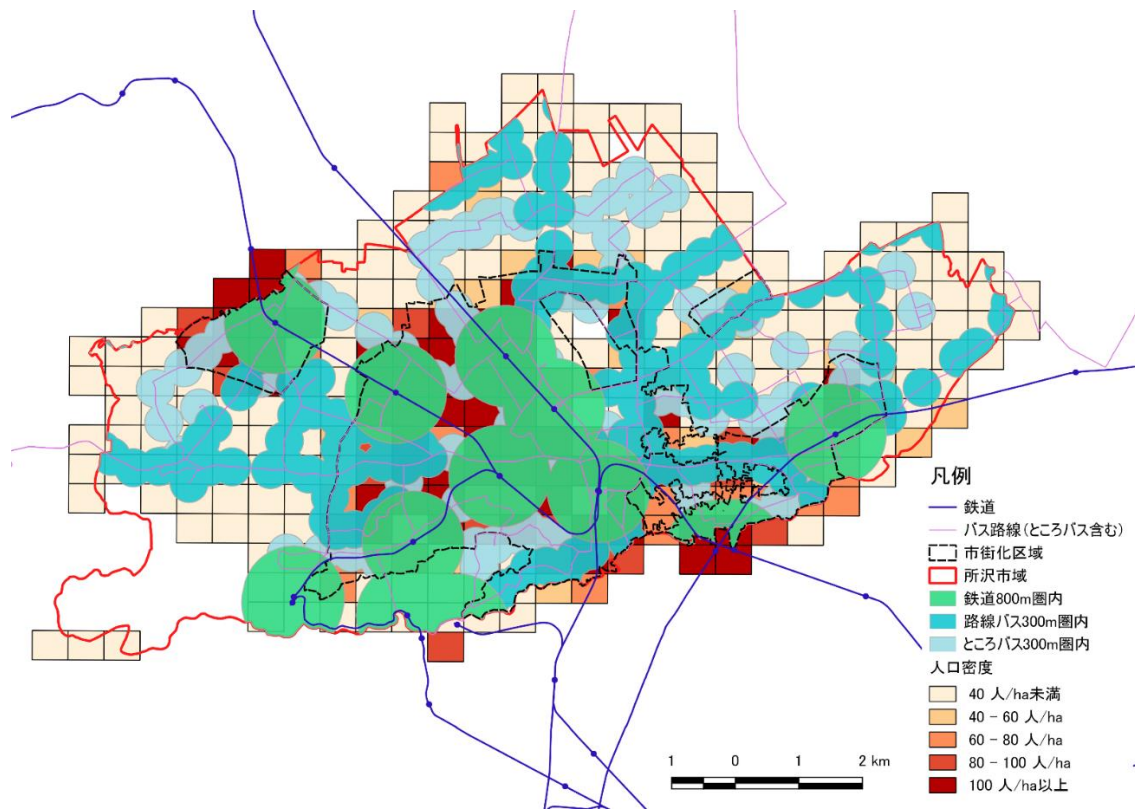 凡例
鉄道
バス路線(ところバス含む)
市街化区域
所沢市域
鉄道800m圏内
路線バス300m圏内
ところバス300m圏内
人口密度
40 人/ha未満
40 - 60 人/ha
60 - 80 人/ha
80 - 100 人/ha
100 人/ha以上
1 0 1 2 km